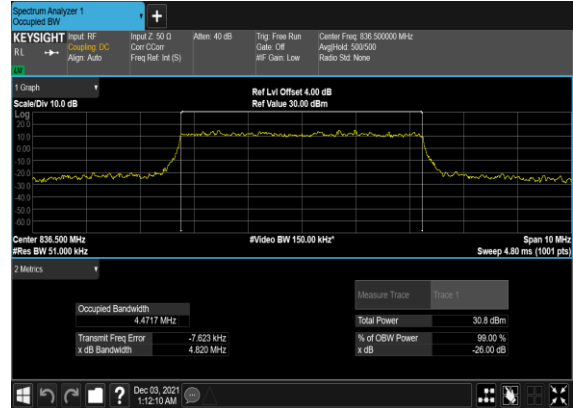 Spectrum Analyzer 1
Occupied BW
KEYSIGHT Input: RF Input Z: 50 Ω Atten: 40 dB Trig: Free Run Center Freq: 836.500000 MHz
RL Coupling: DC Corr CCorr Gate: Off Avg|Hold: 500/500
Align: Auto Freq Ref: Int (S) #IF Gain: Low Radio Std: None
LXI
1 Graph Ref Lvl Offset 4.00 dB
Scale/Div 10.0 dB Ref Value 30.00 dBm
Log
20.0
10.0
0.00
-10.0
-20.0
-30.0
-40.0
-50.0
-60.0
Center 836.500 MHz #Video BW 150.00 kHz* Span 10 MHz
#Res BW 51.000 kHz Sweep 4.80 ms (1001 pts)
2 Metrics
Measure Trace Trace 1
Occupied Bandwidth
4.4717 MHz Total Power 30.8 dBm
Transmit Freq Error -7.623 kHz % of OBW Power 99.00 %
x dB Bandwidth 4.820 MHz x dB -26.00 dB
Dec 03, 2021
1:12:10 AM